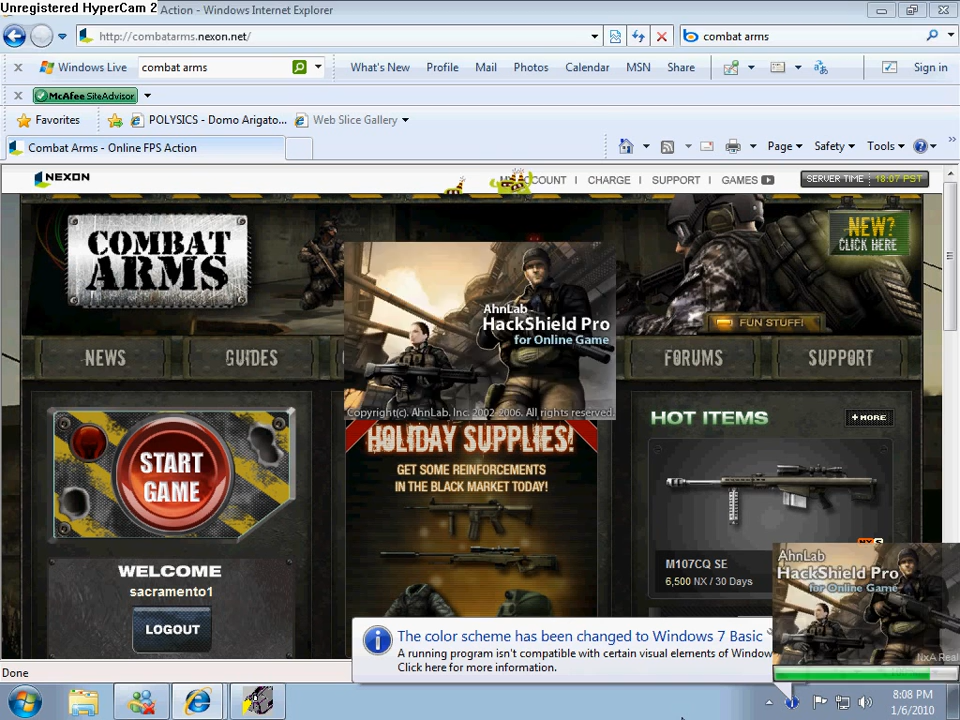 Unregistered HyperCam 2
Action - Windows Internet Explorer
http://combatarms.nexon.net/
combat arms
Windows Live
combat arms
What's New
Profile
Mail
Photos
Calendar
MSN
Share
Sign in
McAfee SiteAdvisor
Favorites
POLYSICS - Domo Arigato...
Web Slice Gallery
Combat Arms - Online FPS Action
Page
Safety
Tools
NEXON
COUNT | CHARGE | SUPPORT | GAMES
SERVER TIME : 18:07 PST
COMBAT
ARMS
NEW?
CLICK HERE
AhnLab
HackShield Pro
for Online Game
FUN STUFF!
NEWS
GUIDES
FORUMS
SUPPORT
Copyright(c). AhnLab. Inc. 2002-2006. All rights reserved.
START
GAME
HOLIDAY SUPPLIES!
GET SOME REINFORCEMENTS
IN THE BLACK MARKET TODAY!
HOT ITEMS
+ MORE
M107CQ SE
6,500 NX / 30 Days
WELCOME
sacramento1
LOGOUT
AhnLab
HackShield Pro
for Online Game
The color scheme has been changed to Windows 7 Basic
A running program isn't compatible with certain visual elements of Window
Click here for more information.
Done
8:08 PM
1/6/2010